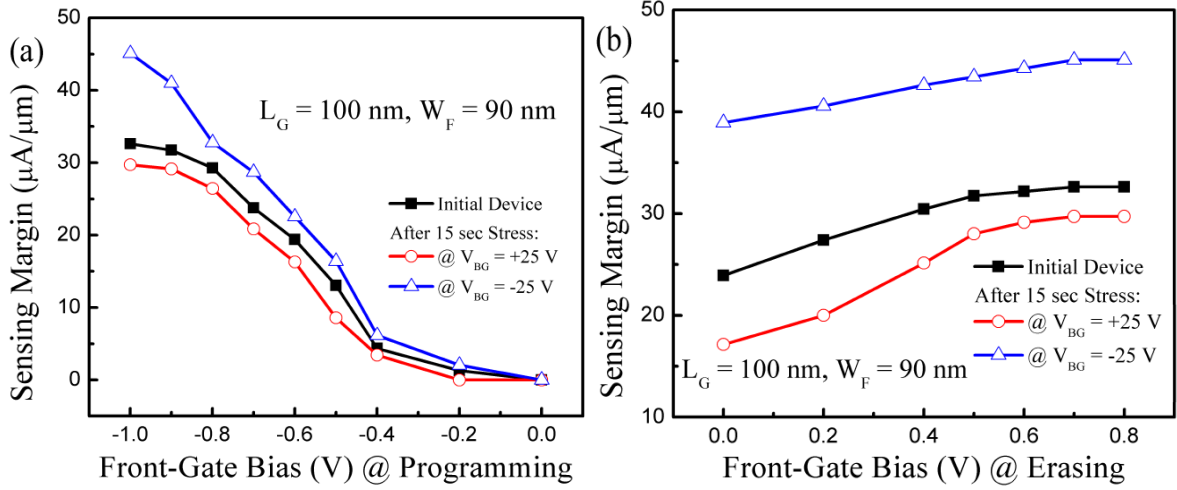 (a)
Sensing Margin (μA/μm)
50
40
30
20
10
0
L_G = 100 nm, W_F = 90 nm
Initial Device
After 15 sec Stress:
@ V_BG = +25 V
@ V_BG = -25 V
-1.0 -0.8 -0.6 -0.4 -0.2 0.0
Front-Gate Bias (V) @ Programming
(b)
Sensing Margin (μA/μm)
50
40
30
20
10
Initial Device
After 15 sec Stress:
@ V_BG = +25 V
@ V_BG = -25 V
L_G = 100 nm, W_F = 90 nm
0.0 0.2 0.4 0.6 0.8
Front-Gate Bias (V) @ Erasing